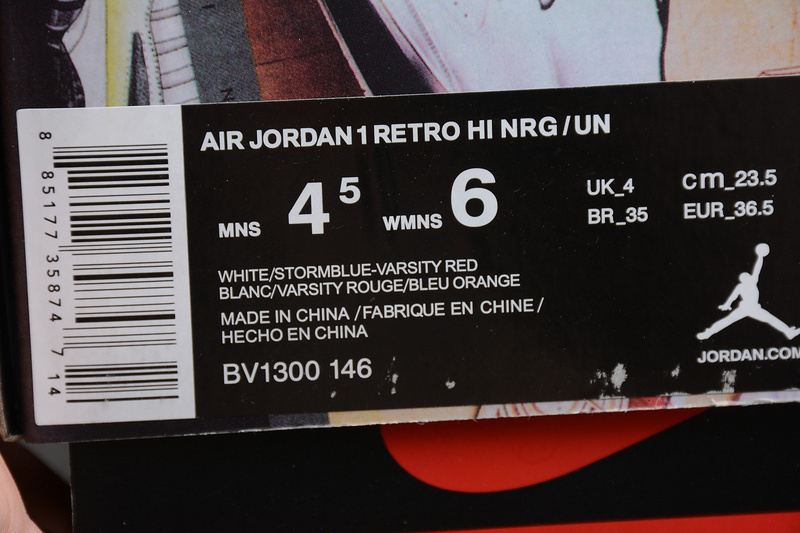 AIR JORDAN 1 RETRO HI NRG / UN
MNS 4 5 WMNS 6
UK_4 cm_23.5
BR_35 EUR_36.5
WHITE/STORMBLUE-VARSITY RED
BLANC/VARSITY ROUGE/BLEU ORANGE
MADE IN CHINA /FABRIQUE EN CHINE /
HECHO EN CHINA
BV1300 146
JORDAN.COM
8 85177 35874 7 14